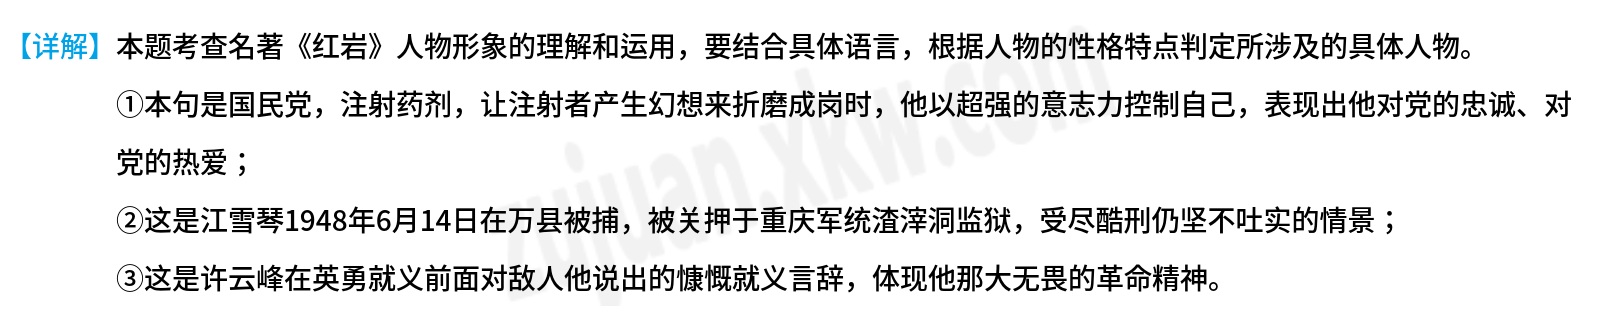 【详解】本题考查名著《红岩》人物形象的理解和运用，要结合具体语言，根据人物的性格特点判定所涉及的具体人物。
①本句是国民党，注射药剂，让注射者产生幻想来折磨成岗时，他以超强的意志力控制自己，表现出他对党的忠诚、对
党的热爱；
②这是江雪琴1948年6月14日在万县被捕，被关押于重庆军统渣滓洞监狱，受尽酷刑仍坚不吐实的情景；
③这是许云峰在英勇就义前面对敌人他说出的慷慨就义言辞，体现他那大无畏的革命精神。
zujuan.xkw.com